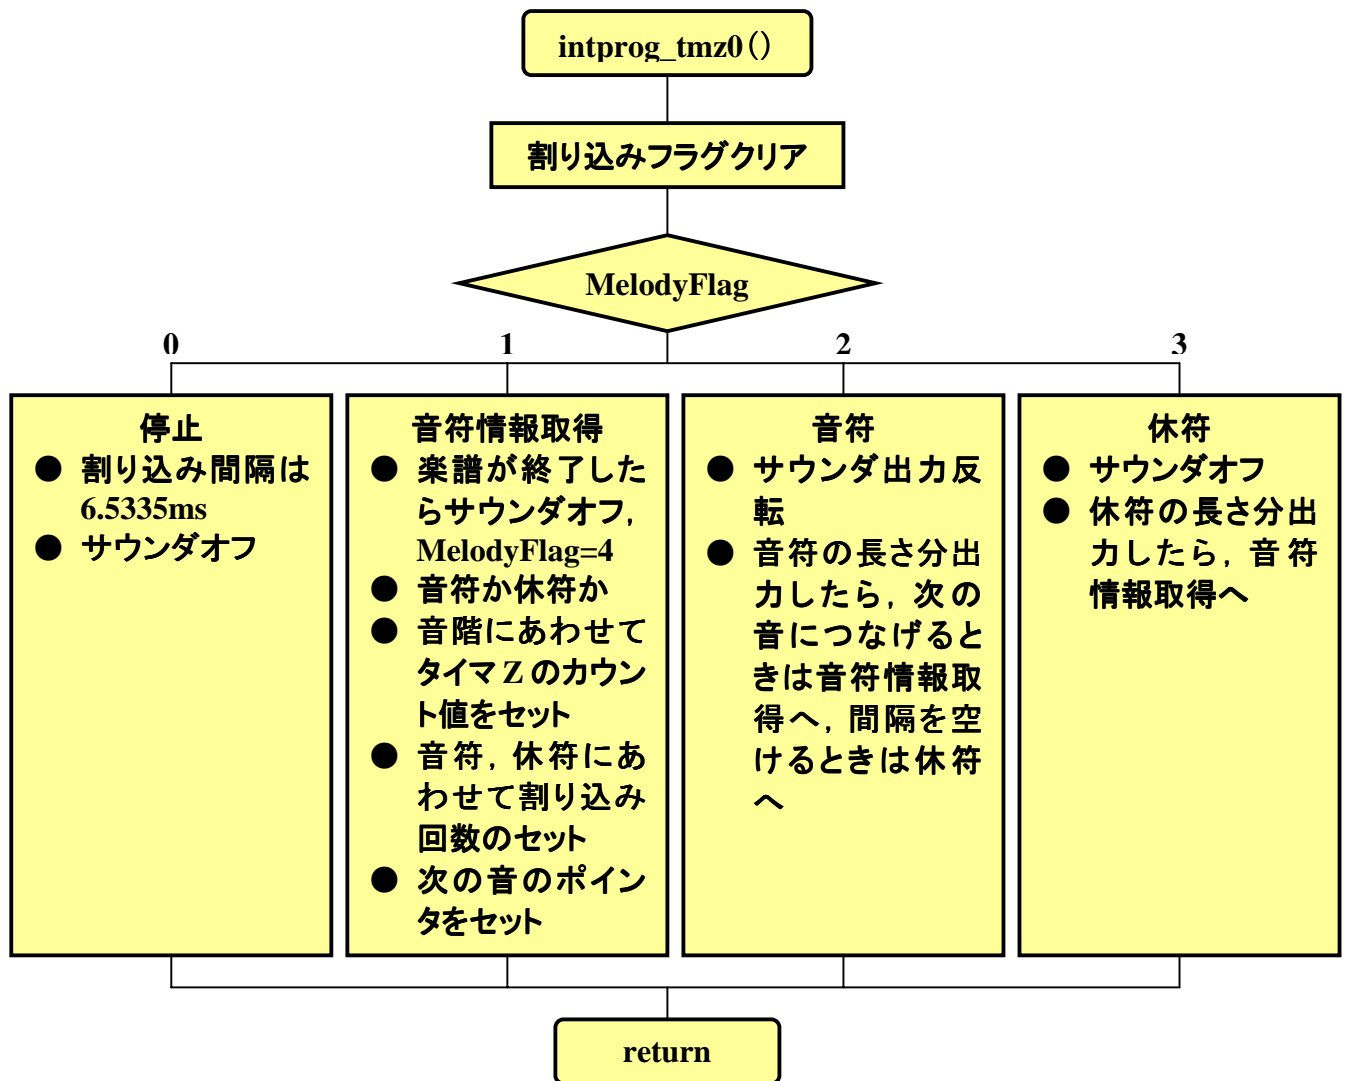 intprog_tmz0()
割り込みフラグクリア
MelodyFlag
0
1
2
3
停止
● 割り込み間隔は
6.5335ms
● サウンダオフ
音符情報取得
● 楽譜が終了した
らサウンダオフ,
MelodyFlag=4
● 音符か休符か
● 音階にあわせて
タイマ Z のカウン
ト値をセット
● 音符, 休符にあ
わせて割り込み
回数のセット
● 次の音のポイン
タをセット
音符
● サウンダ出力反
転
● 音符の長さ分出
力したら, 次の
音につなげると
きは音符情報取
得へ, 間隔を空
けるときは休符
へ
休符
● サウンダオフ
● 休符の長さ分出
力したら, 音符
情報取得へ
return